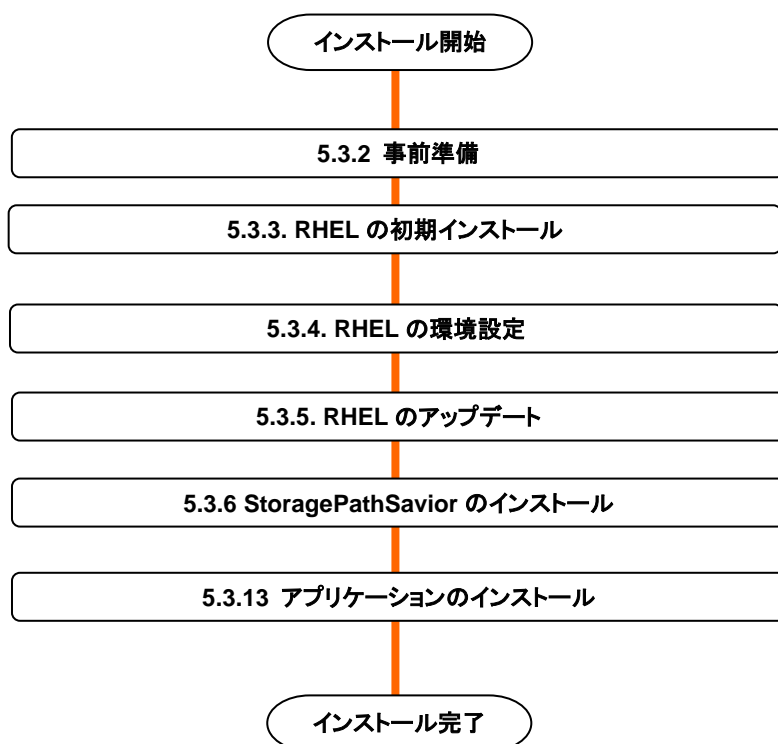 インストール開始
5.3.2 事前準備
5.3.3. RHEL の初期インストール
5.3.4. RHEL の環境設定
5.3.5. RHEL のアップデート
5.3.6 StoragePathSavior のインストール
5.3.13 アプリケーションのインストール
インストール完了